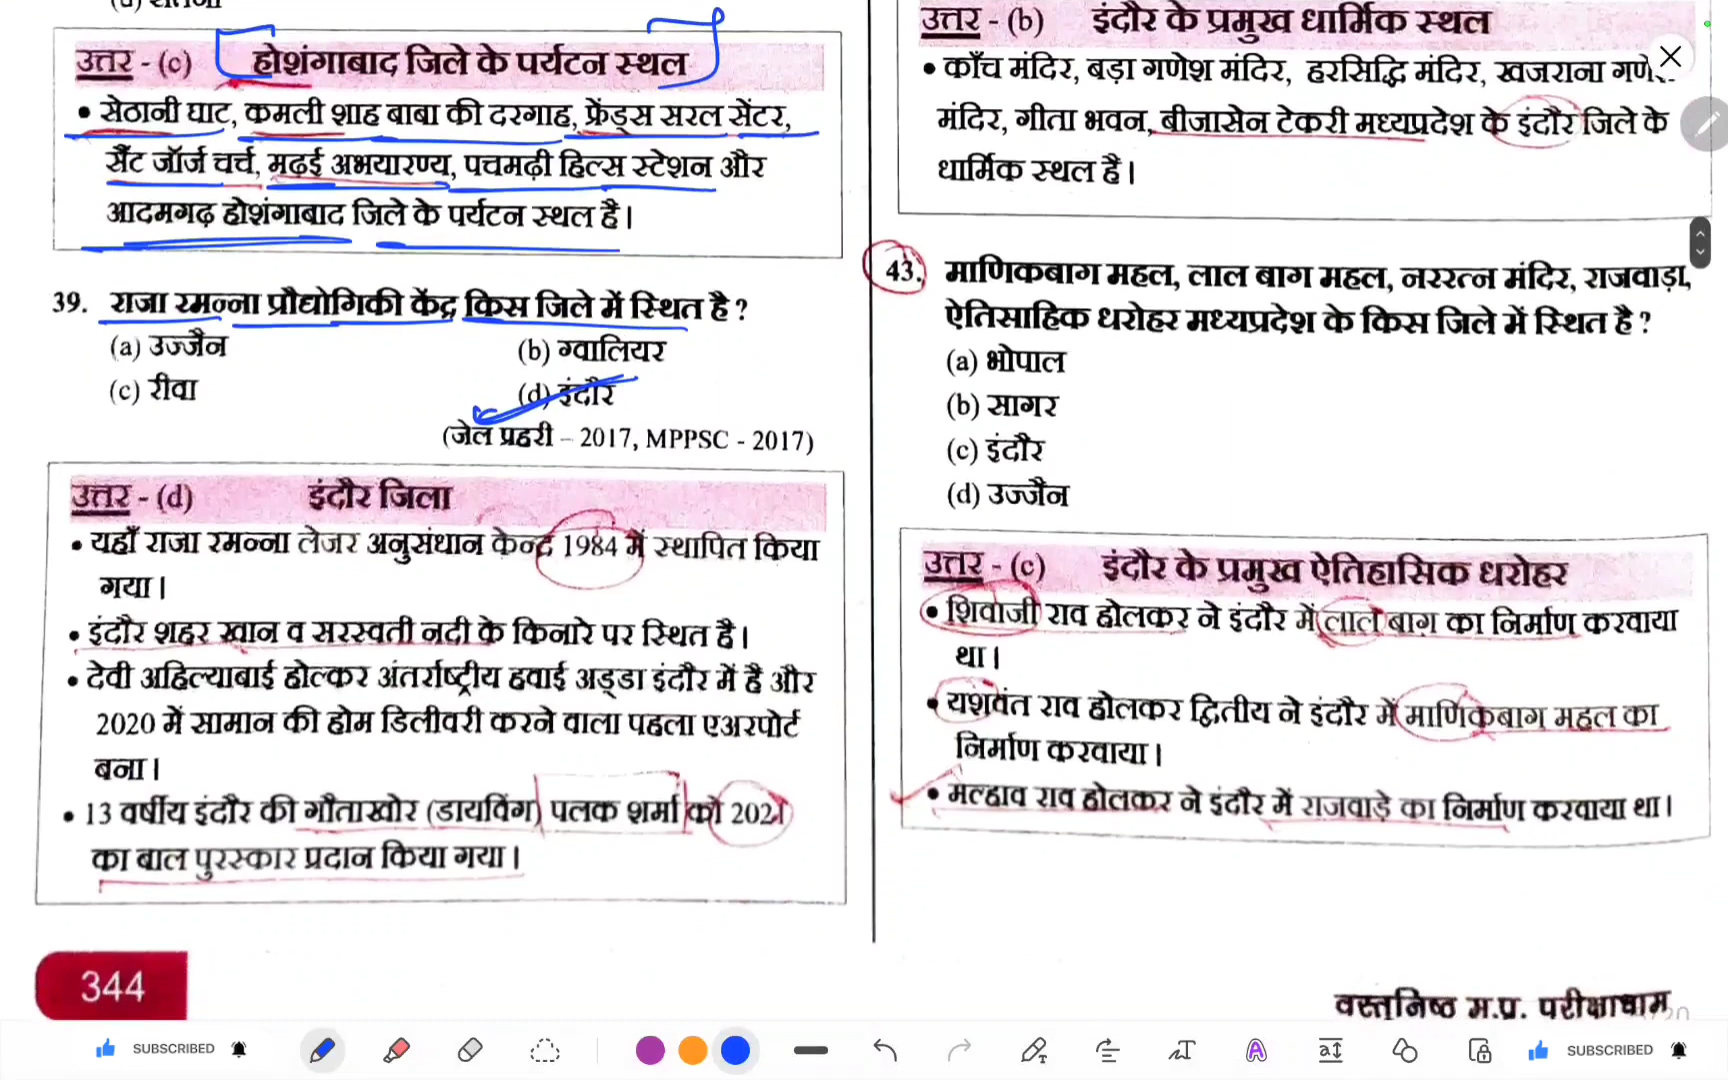 उत्तर - (c) होशंगाबाद जिले के पर्यटन स्थल
• सेठानी घाट, कमली शाह बाबा की दरगाह, फ्रेंड्स सरल सेंटर,
सैंट जॉर्ज चर्च, मढ़ई अभयारण्य, पचमढ़ी हिल्स स्टेशन और
आदमगढ़ होशंगाबाद जिले के पर्यटन स्थल है।
39. राजा रमन्ना प्रौद्योगिकी केंद्र किस जिले में स्थित है?
(a) उज्जैन (b) ग्वालियर
(c) रीवा (d) इंदौर
(जेल प्रहरी – 2017, MPPSC - 2017)
उत्तर - (d) इंदौर जिला
• यहाँ राजा रमन्ना लेजर अनुसंधान केन्द्र 1984 में स्थापित किया
गया।
• इंदौर शहर खान व सरस्वती नदी के किनारे पर स्थित है।
• देवी अहिल्याबाई होल्कर अंतर्राष्ट्रीय हवाई अड्डा इंदौर में है और
2020 में सामान की होम डिलीवरी करने वाला पहला एअरपोर्ट
बना।
• 13 वर्षीय इंदौर की गौताखोर (डायविंग) पलक शर्मा को 2021
का बाल पुरस्कार प्रदान किया गया।
344
उत्तर - (b) इंदौर के प्रमुख धार्मिक स्थल
• काँच मंदिर, बड़ा गणेश मंदिर, हरसिद्धि मंदिर, खजराना
मंदिर, गीता भवन, बीजासेन टेकरी मध्यप्रदेश के इंदौर जिले के
धार्मिक स्थल है।
43. माणिकबाग महल, लाल बाग महल, नररत्न मंदिर, राजवाड़ा,
ऐतिसाहिक धरोहर मध्यप्रदेश के किस जिले में स्थित है?
(a) भोपाल
(b) सागर
(c) इंदौर
(d) उज्जैन
उत्तर - (c) इंदौर के प्रमुख ऐतिहासिक धरोहर
• शिवाजी राव होलकर ने इंदौर में लाल बाग का निर्माण करवाया
था।
• यशवंत राव होलकर द्वितीय ने इंदौर में माणिकबाग महल का
निर्माण करवाया।
• मल्हाव राव होलकर ने इंदौर में राजवाड़े का निर्माण करवाया था।
वस्तुनिष्ठ म.प्र. परीक्षाधाम
SUBSCRIBED SUBSCRIBED